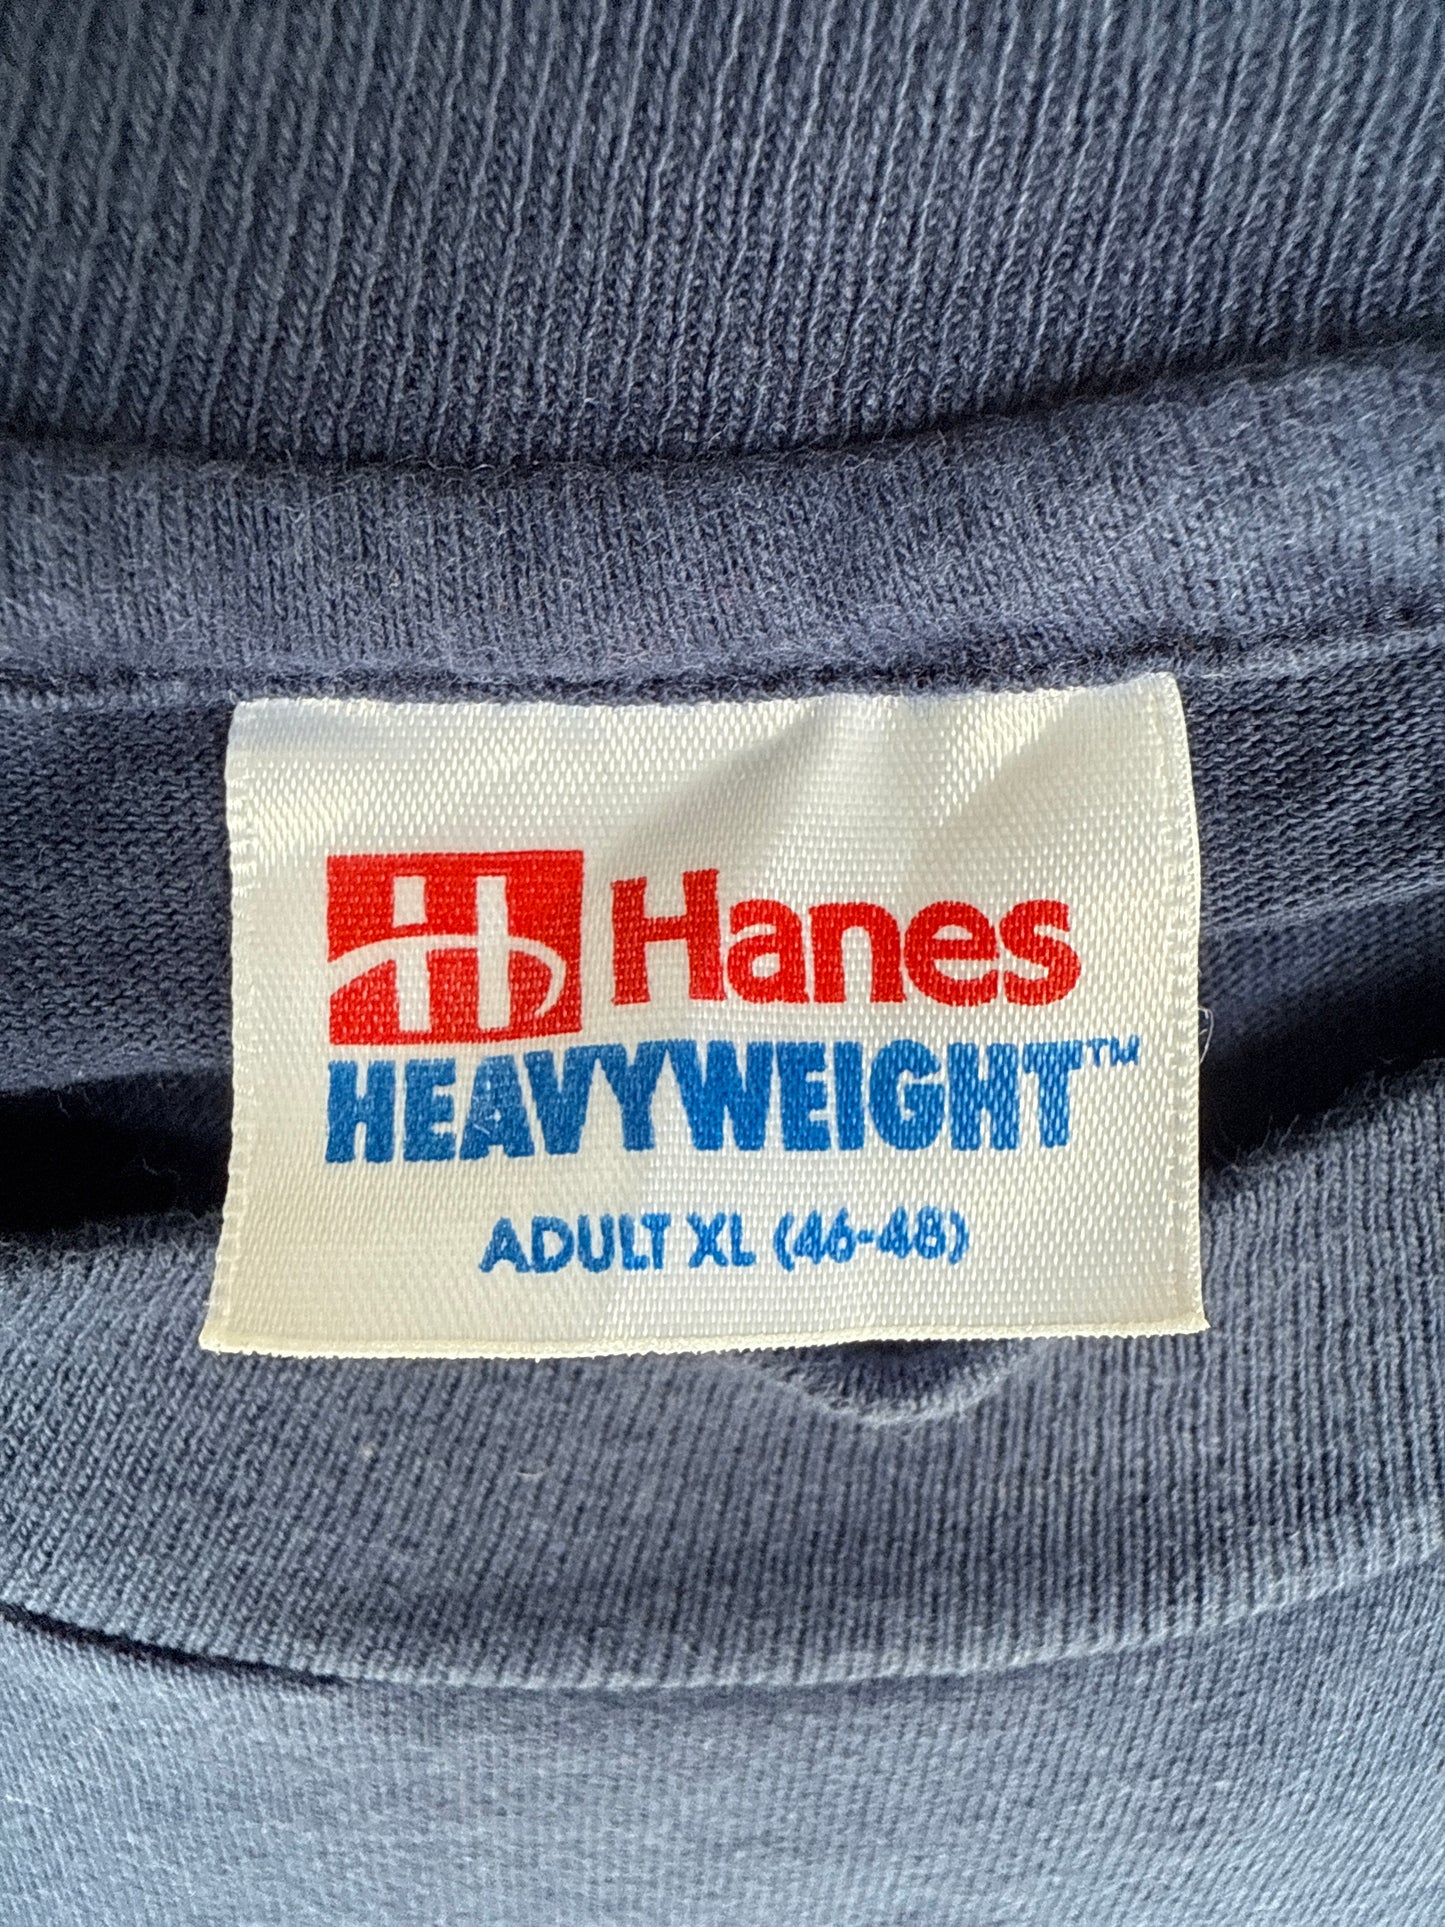 H Hanes
HEAVYWEIGHT™
ADULT XL (46-48)